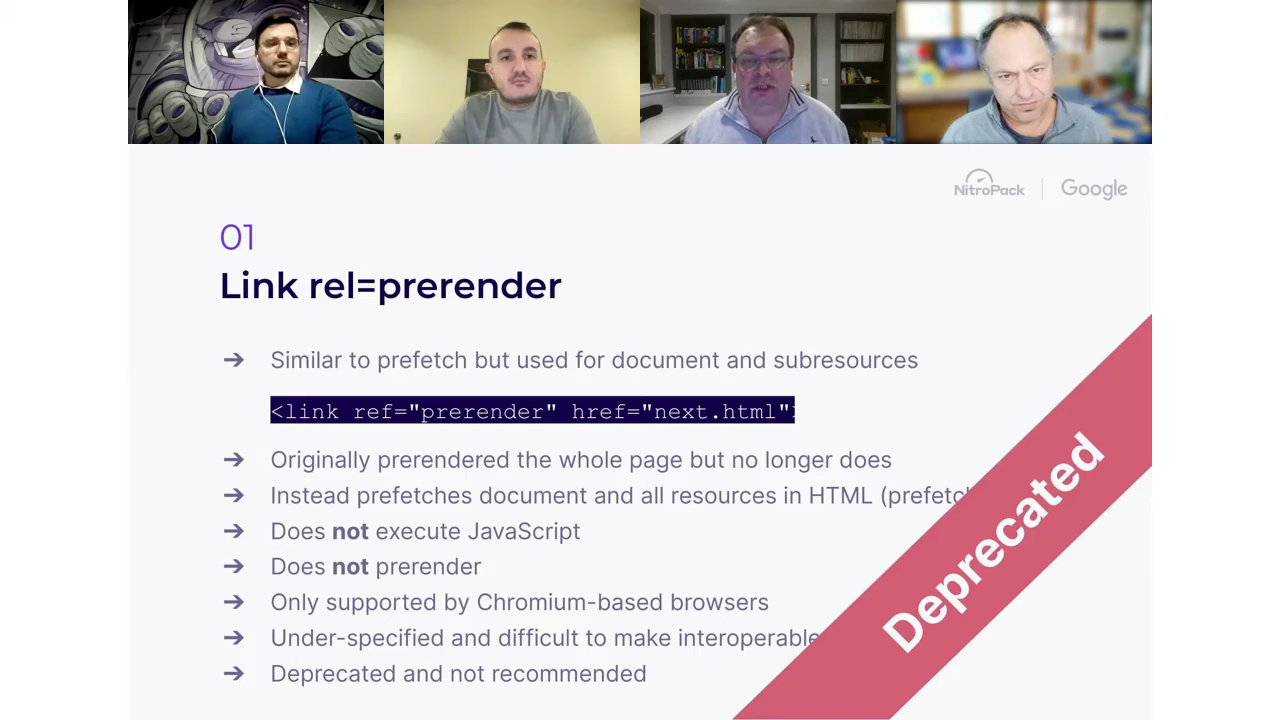 NitroPack | Google
01
Link rel=prerender
➔ Similar to prefetch but used for document and subresources
<link ref="prerender" href="next.html"
➔ Originally prerendered the whole page but no longer does
➔ Instead prefetches document and all resources in HTML (prefetc
➔ Does not execute JavaScript
➔ Does not prerender
➔ Only supported by Chromium-based browsers
➔ Under-specified and difficult to make interoperable
➔ Deprecated and not recommended
Deprecated